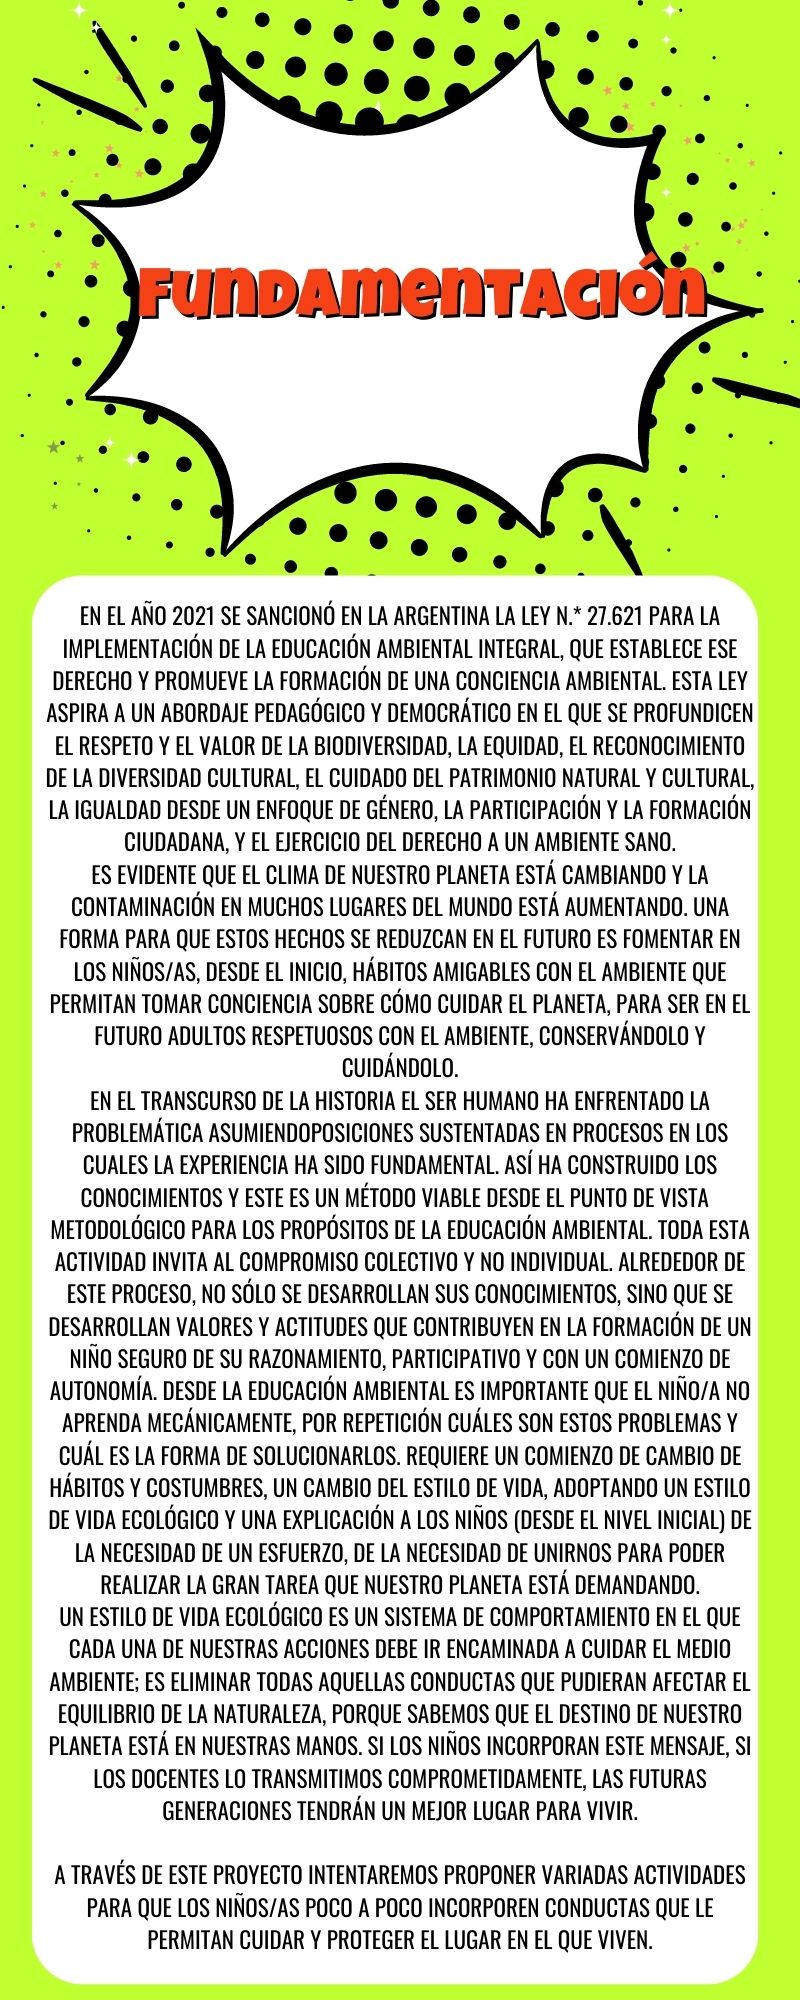 Fundamentación
EN EL AÑO 2021 SE SANCIONÓ EN LA ARGENTINA LA LEY N.* 27.621 PARA LA
IMPLEMENTACIÓN DE LA EDUCACIÓN AMBIENTAL INTEGRAL, QUE ESTABLECE ESE
DERECHO Y PROMUEVE LA FORMACIÓN DE UNA CONCIENCIA AMBIENTAL. ESTA LEY
ASPIRA A UN ABORDAJE PEDAGÓGICO Y DEMOCRÁTICO EN EL QUE SE PROFUNDICEN
EL RESPETO Y EL VALOR DE LA BIODIVERSIDAD, LA EQUIDAD, EL RECONOCIMIENTO
DE LA DIVERSIDAD CULTURAL, EL CUIDADO DEL PATRIMONIO NATURAL Y CULTURAL,
LA IGUALDAD DESDE UN ENFOQUE DE GÉNERO, LA PARTICIPACIÓN Y LA FORMACIÓN
CIUDADANA, Y EL EJERCICIO DEL DERECHO A UN AMBIENTE SANO.
ES EVIDENTE QUE EL CLIMA DE NUESTRO PLANETA ESTÁ CAMBIANDO Y LA
CONTAMINACIÓN EN MUCHOS LUGARES DEL MUNDO ESTÁ AUMENTANDO. UNA
FORMA PARA QUE ESTOS HECHOS SE REDUZCAN EN EL FUTURO ES FOMENTAR EN
LOS NIÑOS/AS, DESDE EL INICIO, HÁBITOS AMIGABLES CON EL AMBIENTE QUE
PERMITAN TOMAR CONCIENCIA SOBRE CÓMO CUIDAR EL PLANETA, PARA SER EN EL
FUTURO ADULTOS RESPETUOSOS CON EL AMBIENTE, CONSERVÁNDOLO Y
CUIDÁNDOLO.
EN EL TRANSCURSO DE LA HISTORIA EL SER HUMANO HA ENFRENTADO LA
PROBLEMÁTICA ASUMIENDOPOSICIONES SUSTENTADAS EN PROCESOS EN LOS
CUALES LA EXPERIENCIA HA SIDO FUNDAMENTAL. ASÍ HA CONSTRUIDO LOS
CONOCIMIENTOS Y ESTE ES UN MÉTODO VIABLE DESDE EL PUNTO DE VISTA
METODOLÓGICO PARA LOS PROPÓSITOS DE LA EDUCACIÓN AMBIENTAL. TODA ESTA
ACTIVIDAD INVITA AL COMPROMISO COLECTIVO Y NO INDIVIDUAL. ALREDEDOR DE
ESTE PROCESO, NO SÓLO SE DESARROLLAN SUS CONOCIMIENTOS, SINO QUE SE
DESARROLLAN VALORES Y ACTITUDES QUE CONTRIBUYEN EN LA FORMACIÓN DE UN
NIÑO SEGURO DE SU RAZONAMIENTO, PARTICIPATIVO Y CON UN COMIENZO DE
AUTONOMÍA. DESDE LA EDUCACIÓN AMBIENTAL ES IMPORTANTE QUE EL NIÑO/A NO
APRENDA MECÁNICAMENTE, POR REPETICIÓN CUÁLES SON ESTOS PROBLEMAS Y
CUÁL ES LA FORMA DE SOLUCIONARLOS. REQUIERE UN COMIENZO DE CAMBIO DE
HÁBITOS Y COSTUMBRES, UN CAMBIO DEL ESTILO DE VIDA, ADOPTANDO UN ESTILO
DE VIDA ECOLÓGICO Y UNA EXPLICACIÓN A LOS NIÑOS (DESDE EL NIVEL INICIAL) DE
LA NECESIDAD DE UN ESFUERZO, DE LA NECESIDAD DE UNIRNOS PARA PODER
REALIZAR LA GRAN TAREA QUE NUESTRO PLANETA ESTÁ DEMANDANDO.
UN ESTILO DE VIDA ECOLÓGICO ES UN SISTEMA DE COMPORTAMIENTO EN EL QUE
CADA UNA DE NUESTRAS ACCIONES DEBE IR ENCAMINADA A CUIDAR EL MEDIO
AMBIENTE; ES ELIMINAR TODAS AQUELLAS CONDUCTAS QUE PUDIERAN AFECTAR EL
EQUILIBRIO DE LA NATURALEZA, PORQUE SABEMOS QUE EL DESTINO DE NUESTRO
PLANETA ESTÁ EN NUESTRAS MANOS. SI LOS NIÑOS INCORPORAN ESTE MENSAJE, SI
LOS DOCENTES LO TRANSMITIMOS COMPROMETIDAMENTE, LAS FUTURAS
GENERACIONES TENDRÁN UN MEJOR LUGAR PARA VIVIR.
A TRAVÉS DE ESTE PROYECTO INTENTAREMOS PROPONER VARIADAS ACTIVIDADES
PARA QUE LOS NIÑOS/AS POCO A POCO INCORPOREN CONDUCTAS QUE LE
PERMITAN CUIDAR Y PROTEGER EL LUGAR EN EL QUE VIVEN.